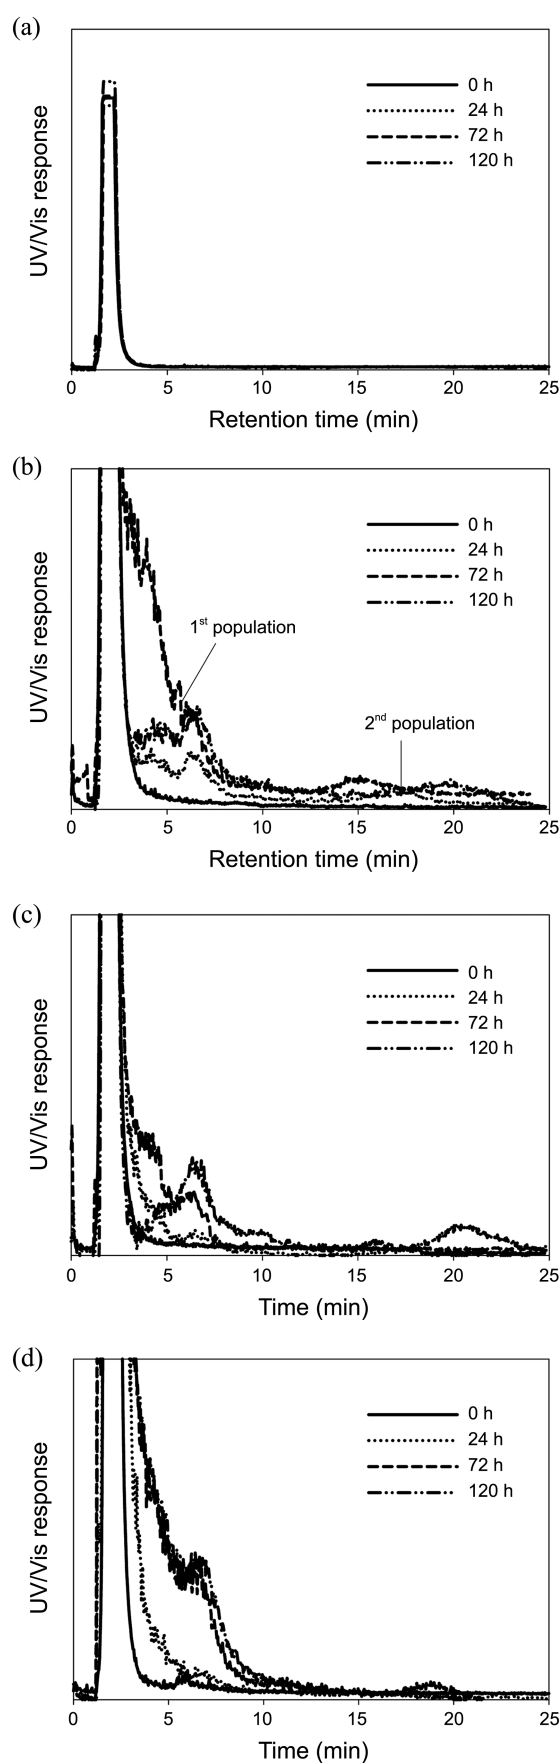 (a)
UV/Vis response
0 h
24 h
72 h
120 h
0 5 10 15 20 25
Retention time (min)
(b)
UV/Vis response
0 h
24 h
72 h
120 h
1st population
2nd population
0 5 10 15 20 25
Retention time (min)
(c)
UV/Vis response
0 h
24 h
72 h
120 h
0 5 10 15 20 25
Time (min)
(d)
UV/Vis response
0 h
24 h
72 h
120 h
0 5 10 15 20 25
Time (min)